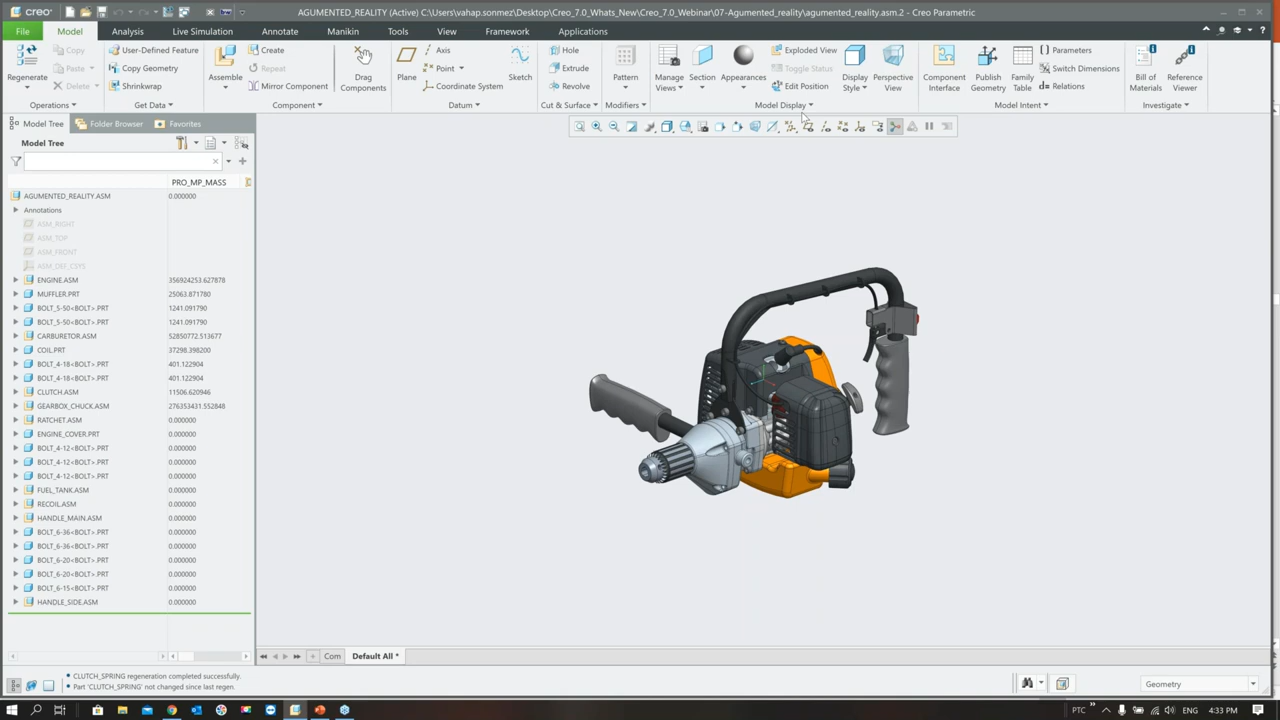 creo AGUMENTED_REALITY (Active) C:\Users\vahap.sonmez\Desktop\Creo_7.0_Whats_New\Creo_7.0_Webinar\07-Agumented_reality\agumented_reality.asm.2 - Creo Parametric
File Model Analysis Live Simulation Annotate Manikin Tools View Framework Applications
Regenerate
Copy
Paste
Delete
Operations
User-Defined Feature
Copy Geometry
Shrinkwrap
Get Data
Assemble
Create
Repeat
Mirror Component
Component
Drag Components
Plane
Axis
Point
Coordinate System
Sketch
Datum
Hole
Extrude
Revolve
Cut & Surface
Pattern
Modifiers
Manage Views
Section
Appearances
Exploded View
Toggle Status
Edit Position
Display Style
Perspective View
Model Display
Component Interface
Publish Geometry
Family Table
Parameters
Switch Dimensions
Relations
Model Intent
Bill of Materials
Reference Viewer
Investigate
Model Tree Folder Browser Favorites
Model Tree
PRO_MP_MASS
AGUMENTED_REALITY.ASM 0.000000
Annotations
ASM_RIGHT
ASM_TOP
ASM_FRONT
ASM_DEF_CSYS
ENGINE.ASM 356924253.627878
MUFFLER.PRT 25063.871780
BOLT_5-50<BOLT>.PRT 1241.091790
BOLT_5-50<BOLT>.PRT 1241.091790
CARBURETOR.ASM 52850772.513677
COIL.PRT 37298.398200
BOLT_4-18<BOLT>.PRT 401.122904
BOLT_4-18<BOLT>.PRT 401.122904
CLUTCH.ASM 11506.620946
GEARBOX_CHUCK.ASM 276353431.552848
RATCHET.ASM 0.000000
ENGINE_COVER.PRT 0.000000
BOLT_4-12<BOLT>.PRT 0.000000
BOLT_4-12<BOLT>.PRT 0.000000
BOLT_4-12<BOLT>.PRT 0.000000
FUEL_TANK.ASM 0.000000
RECOIL.ASM 0.000000
HANDLE_MAIN.ASM 0.000000
BOLT_6-36<BOLT>.PRT 0.000000
BOLT_6-36<BOLT>.PRT 0.000000
BOLT_6-20<BOLT>.PRT 0.000000
BOLT_6-20<BOLT>.PRT 0.000000
BOLT_6-15<BOLT>.PRT 0.000000
HANDLE_SIDE.ASM 0.000000
Com Default All *
CLUTCH_SPRING regeneration completed successfully.
Part 'CLUTCH_SPRING' not changed since last regen.
Geometry
PTC ENG 4:33 PM